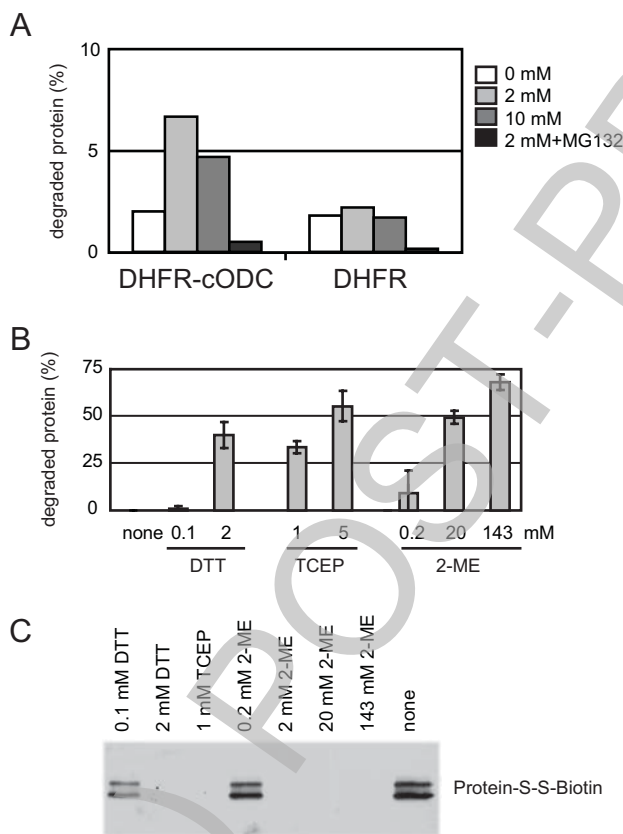 A
degraded protein (%)
10
5
0
0 mM
2 mM
10 mM
2 mM+MG132
DHFR-cODC
DHFR
B
degraded protein (%)
75
50
25
0
none 0.1 2 1 5 0.2 20 143 mM
DTT TCEP 2-ME
C
0.1 mM DTT
2 mM DTT
1 mM TCEP
0.2 mM 2-ME
2 mM 2-ME
20 mM 2-ME
143 mM 2-ME
none
Protein-S-S-Biotin
POST-P